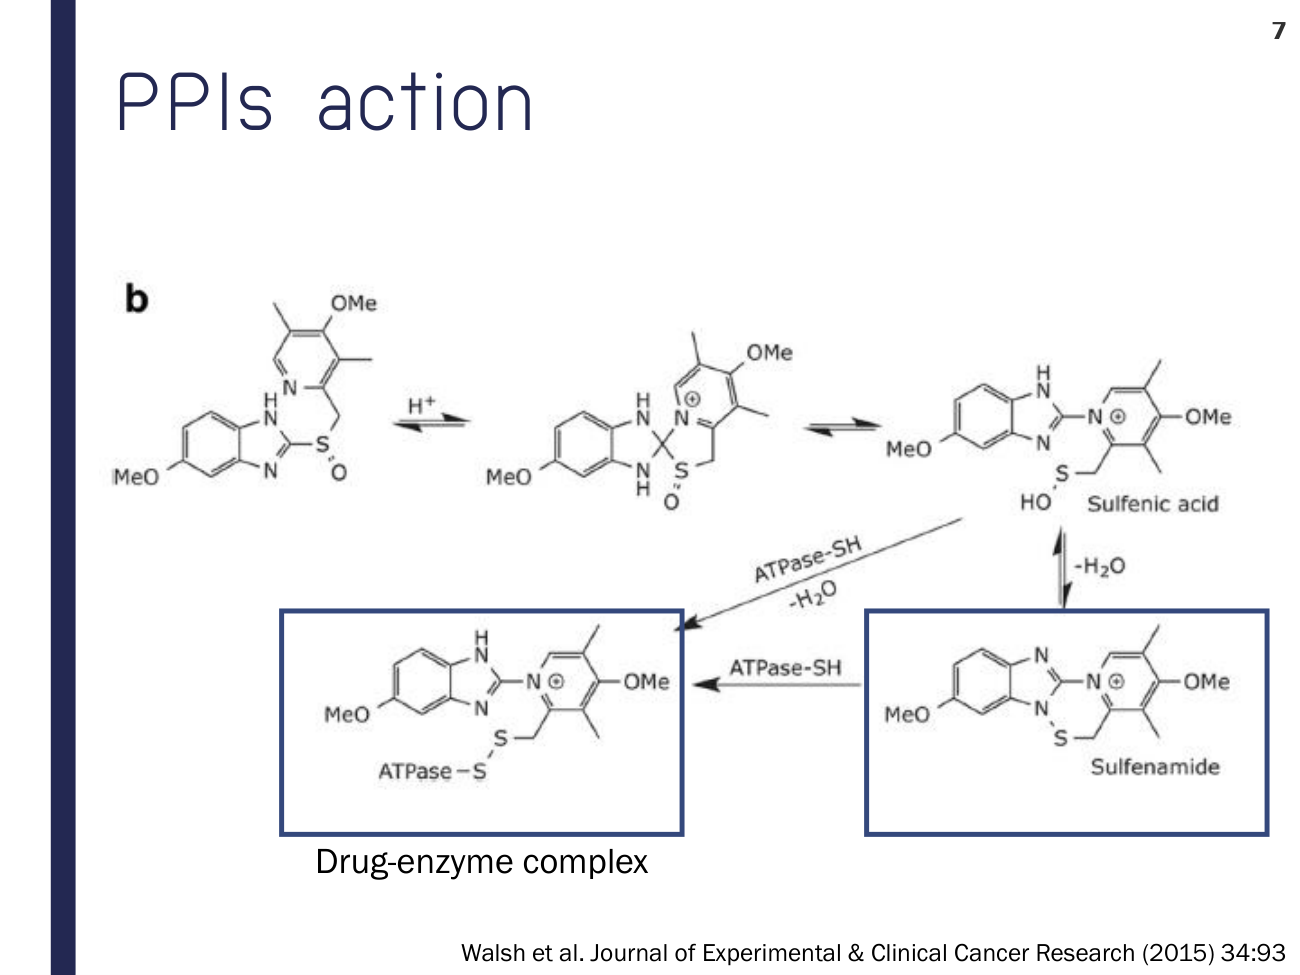 7
PPIs action
b
OMe
N
H
N
S
O
N
MeO
H+
OMe
H
N
N
N
H
S
O
MeO
H
N
N
N
OMe
MeO
S
HO
Sulfenic acid
ATPase-SH
-H2O
-H2O
H
N
N
N
OMe
MeO
S
ATPase–S
ATPase-SH
N
N
N
OMe
MeO
S
Sulfenamide
Drug-enzyme complex
Walsh et al. Journal of Experimental & Clinical Cancer Research (2015) 34:93